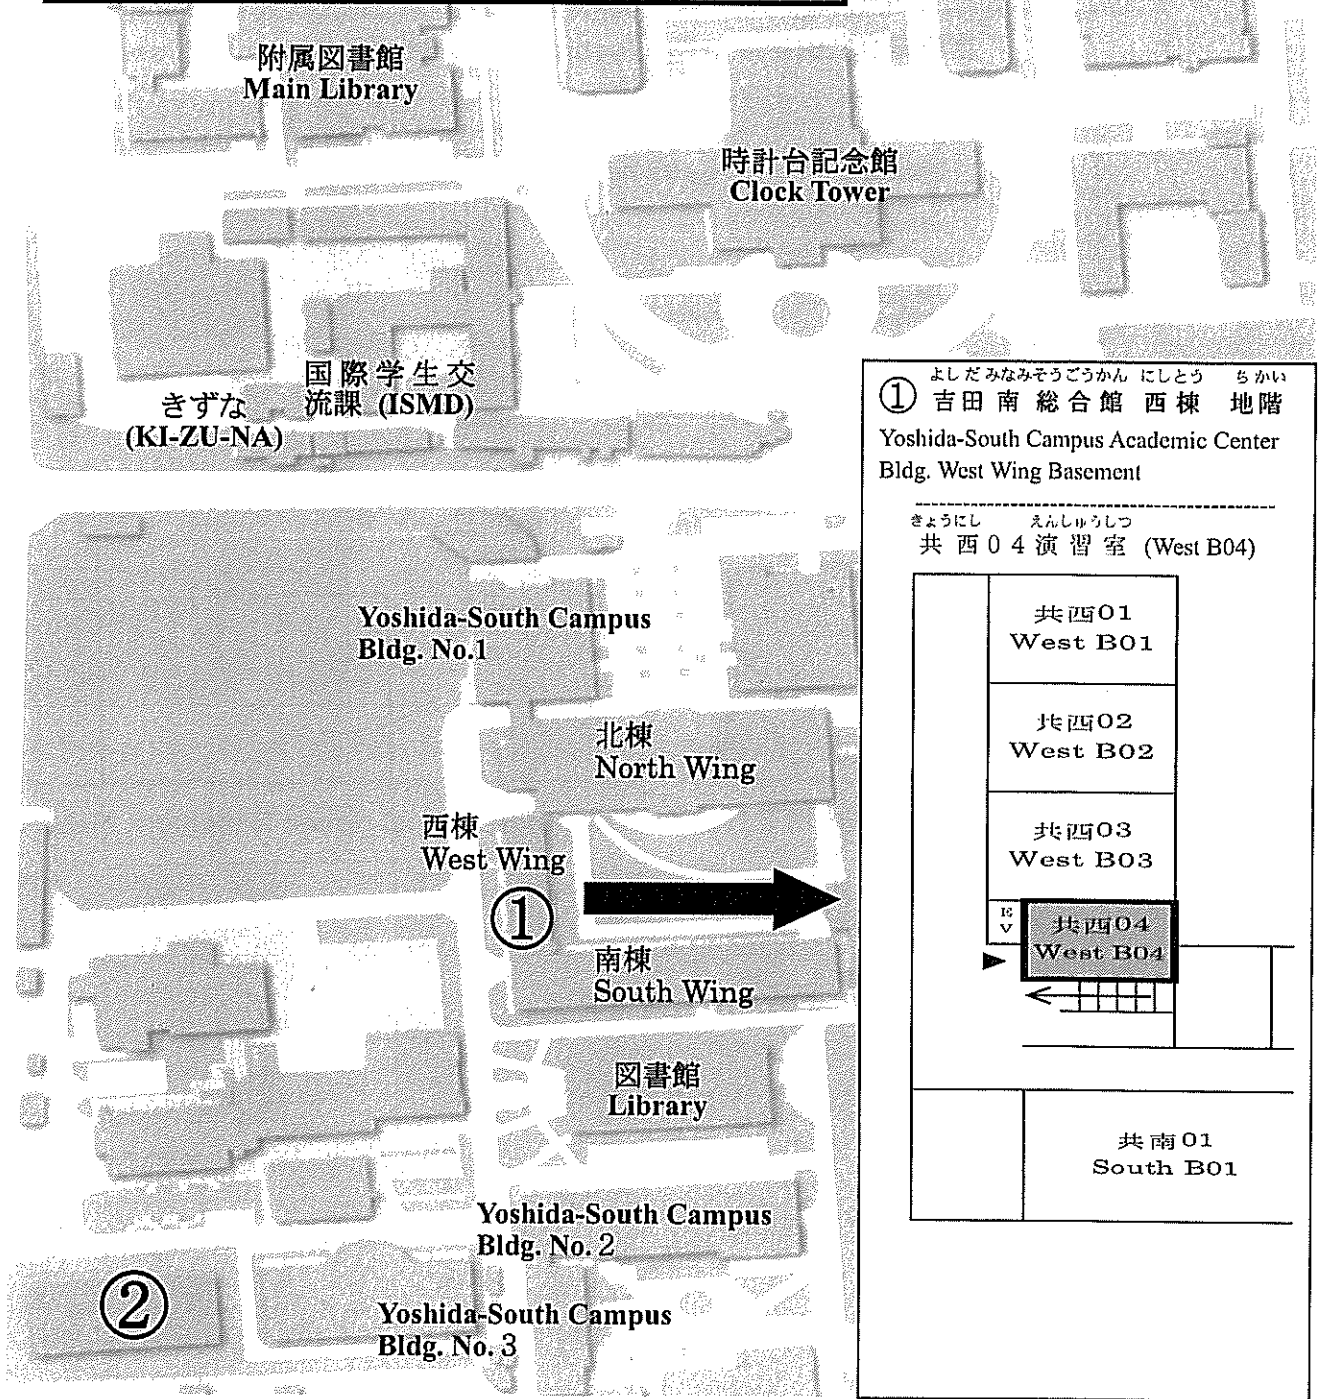 附属図書館
Main Library
時計台記念館
Clock Tower
国際学生交
流課 (ISMD)
きずな
(KI-ZU-NA)
Yoshida-South Campus
Bldg. No.1
北棟
North Wing
西棟
West Wing
①
南棟
South Wing
図書館
Library
Yoshida-South Campus
Bldg. No. 2
②
Yoshida-South Campus
Bldg. No. 3
よしだみなみそうごうかん にしとう ちかい
① 吉田南総合館 西棟 地階
Yoshida-South Campus Academic Center
Bldg. West Wing Basement
きょうにし えんしゅうしつ
共西04演習室 (West B04)
共西01
West B01
共西02
West B02
共西03
West B03
EV
共西04
West B04
共南01
South B01